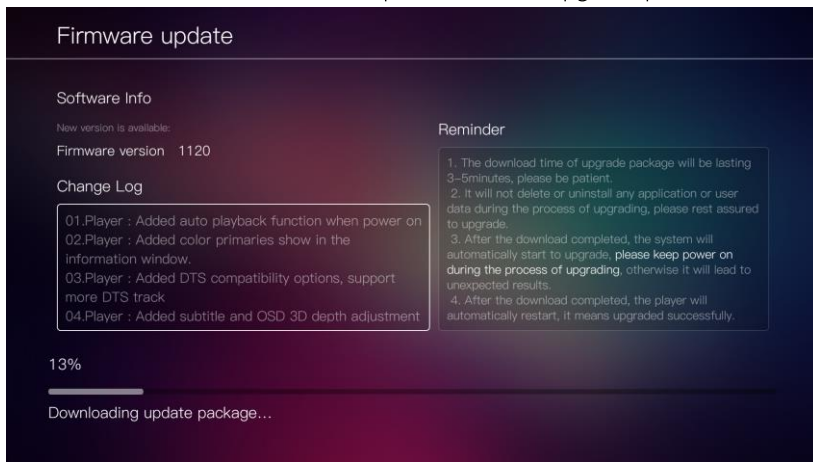 Firmware update
Software Info
New version is available:
Firmware version 1120
Change Log
01.Player : Added auto playback function when power on
02.Player : Added color primaries show in the
information window.
03.Player : Added DTS compatibility options, support
more DTS track
04.Player : Added subtitle and OSD 3D depth adjustment
Reminder
1. The download time of upgrade package will be lasting
3-5minutes, please be patient.
2. It will not delete or uninstall any application or user
data during the process of upgrading, please rest assured
to upgrade.
3. After the download completed, the system will
automatically start to upgrade, please keep power on
during the process of upgrading, otherwise it will lead to
unexpected results.
4. After the download completed, the player will
automatically restart, it means upgraded successfully.
13%
Downloading update package...